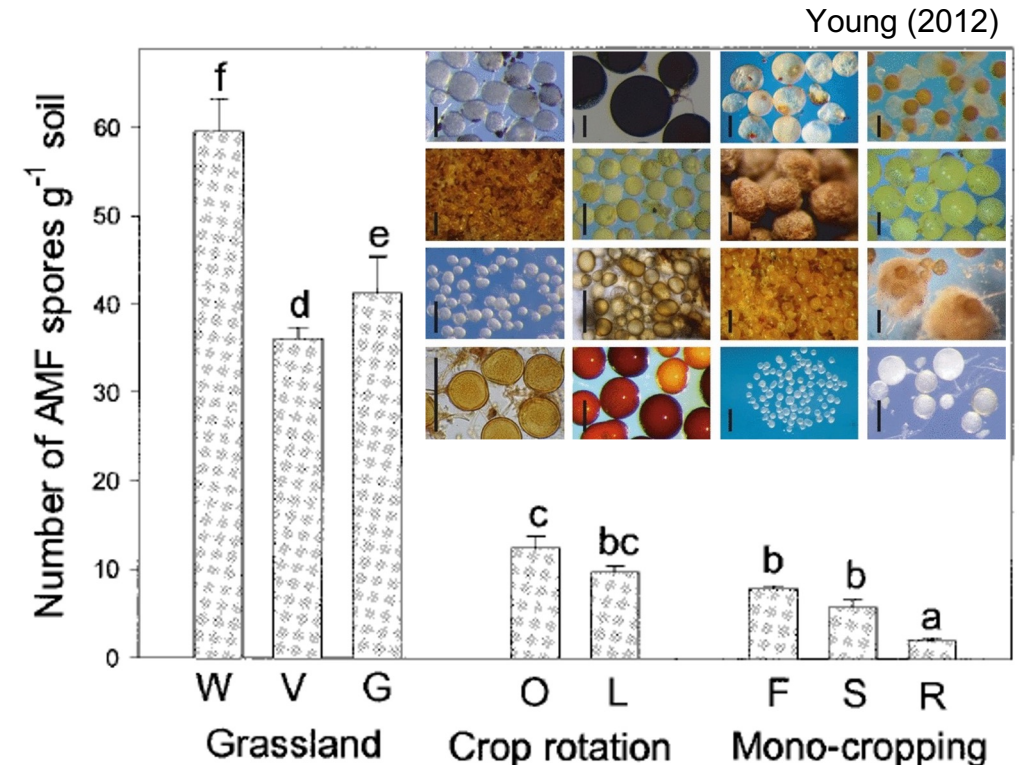 Young (2012)
Number of AMF spores g⁻¹ soil
60
50
40
30
20
10
0
f
d
e
c
bc
b
b
a
W V G O L F S R
Grassland Crop rotation Mono-cropping